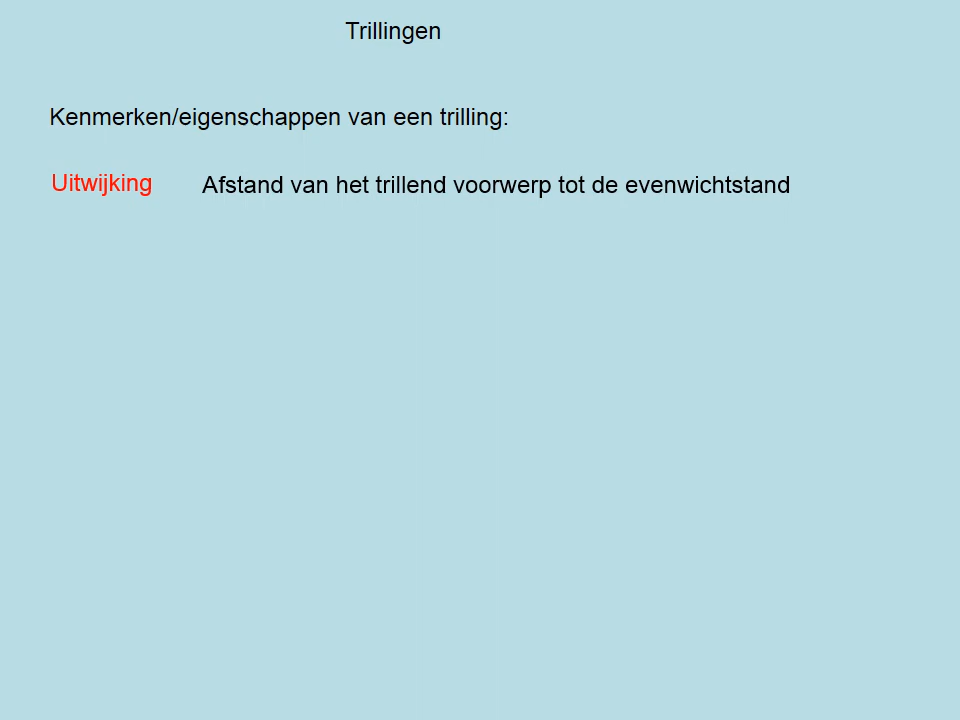 Trillingen
Kenmerken/eigenschappen van een trilling:
Uitwijking Afstand van het trillend voorwerp tot de evenwichtstand